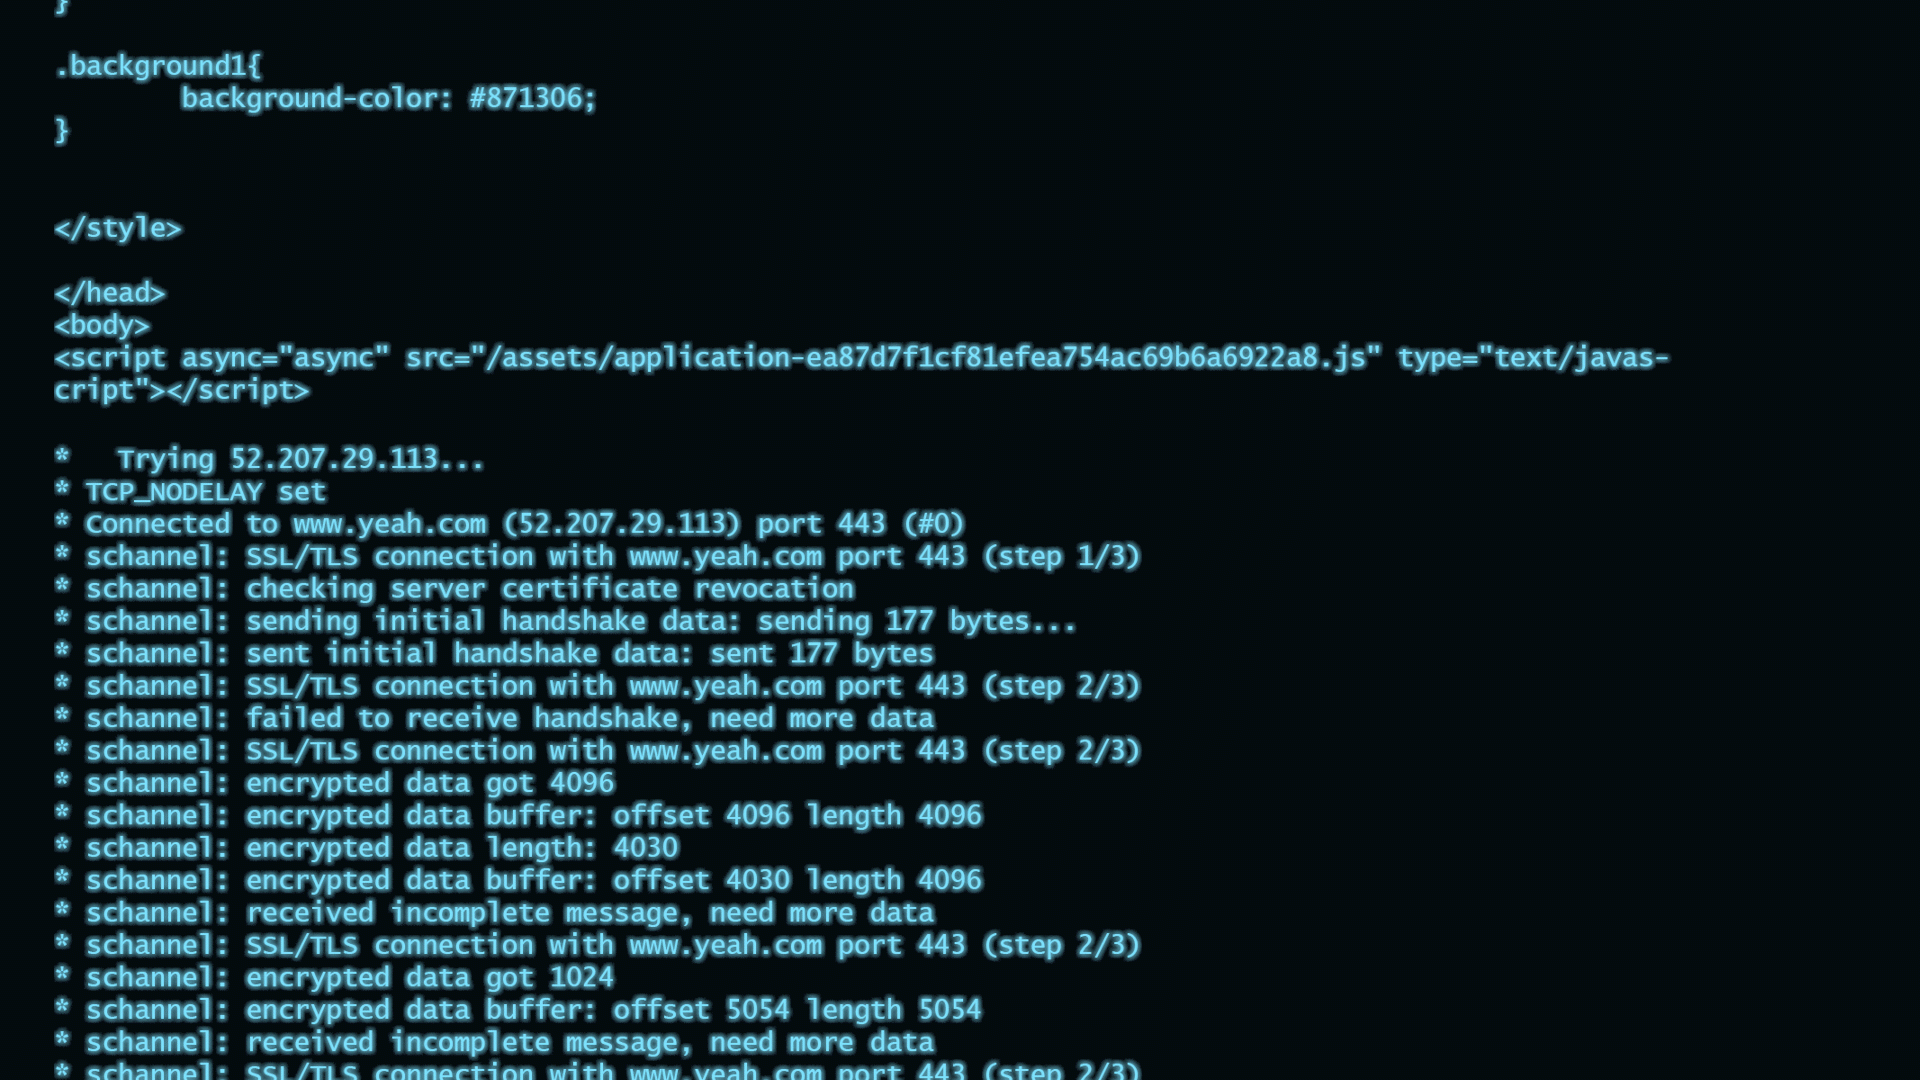 }
.background1{
background-color: #871306;
}
</style>
</head>
<body>
<script async="async" src="/assets/application-ea87d7f1cf81efea754ac69b6a6922a8.js" type="text/javas-
cript"></script>
* Trying 52.207.29.113...
* TCP_NODELAY set
* Connected to www.yeah.com (52.207.29.113) port 443 (#0)
* schannel: SSL/TLS connection with www.yeah.com port 443 (step 1/3)
* schannel: checking server certificate revocation
* schannel: sending initial handshake data: sending 177 bytes...
* schannel: sent initial handshake data: sent 177 bytes
* schannel: SSL/TLS connection with www.yeah.com port 443 (step 2/3)
* schannel: failed to receive handshake, need more data
* schannel: SSL/TLS connection with www.yeah.com port 443 (step 2/3)
* schannel: encrypted data got 4096
* schannel: encrypted data buffer: offset 4096 length 4096
* schannel: encrypted data length: 4030
* schannel: encrypted data buffer: offset 4030 length 4096
* schannel: received incomplete message, need more data
* schannel: SSL/TLS connection with www.yeah.com port 443 (step 2/3)
* schannel: encrypted data got 1024
* schannel: encrypted data buffer: offset 5054 length 5054
* schannel: received incomplete message, need more data
* schannel: SSL/TLS connection with www.yeah.com port 443 (step 2/3)